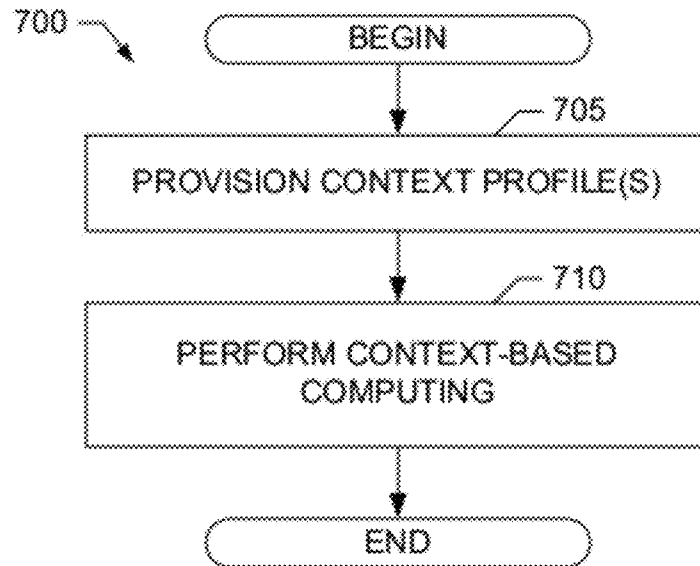 700
BEGIN
705
PROVISION CONTEXT PROFILE(S)
710
PERFORM CONTEXT-BASED
COMPUTING
END